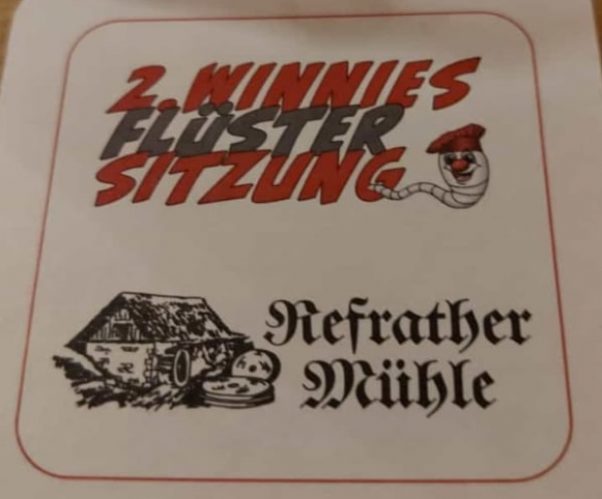 2. WINNIES
FLÜSTER
SITZUNG
Refrather
Mühle